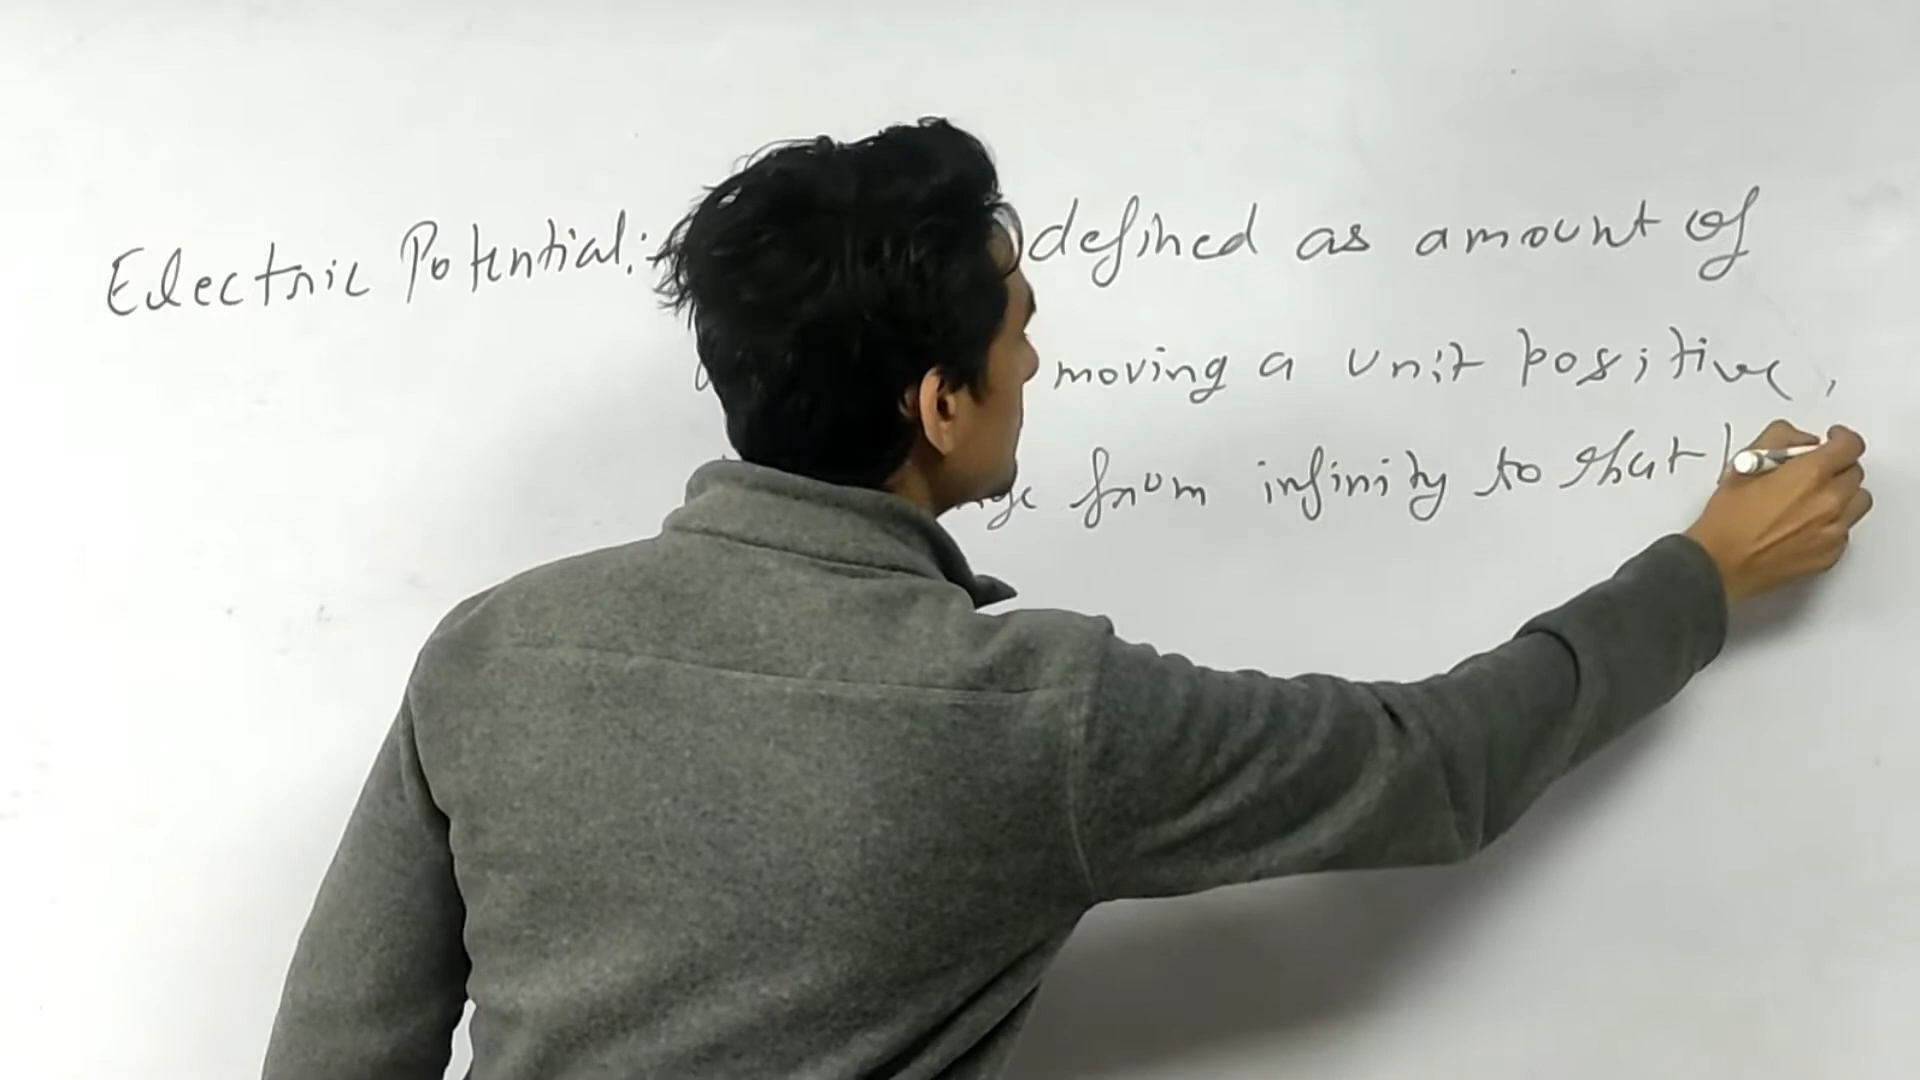 Electric Potential:- defined as amount of
moving a unit positive,
from infinity to that